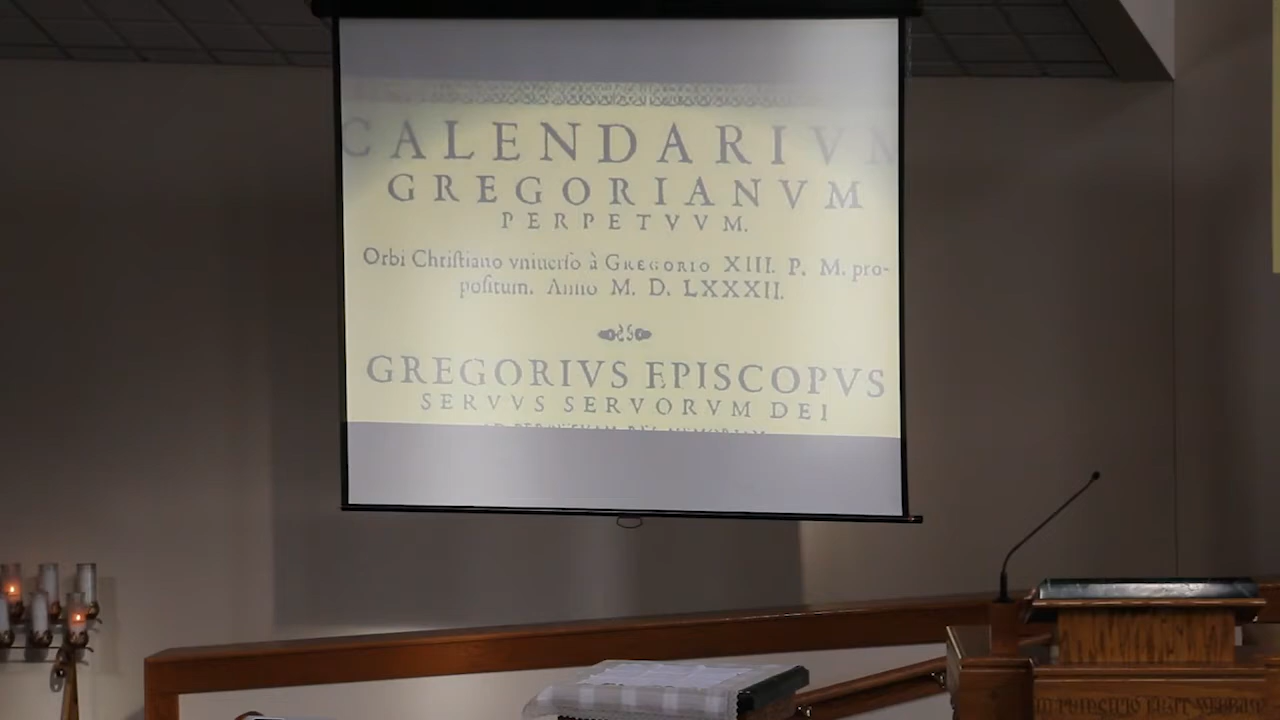 CALENDARIVM
GREGORIANVM
PERPETVVM.
Orbi Chriſtiano vniuerſo à GREGORIO XIII. P. M. pro-
poſitum. Anno M. D. LXXXII.
GREGORIVS EPISCOPVS
SERVVS SERVORVM DEI